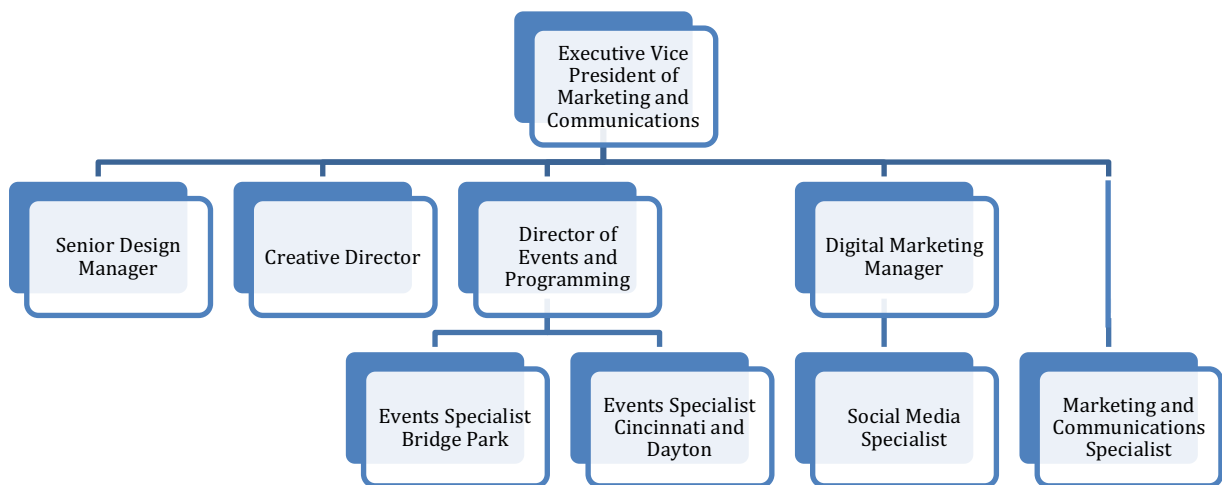 Executive Vice
President of
Marketing and
Communications
Senior Design
Manager
Creative Director
Director of
Events and
Programming
Digital Marketing
Manager
Events Specialist
Bridge Park
Events Specialist
Cincinnati and
Dayton
Social Media
Specialist
Marketing and
Communications
Specialist